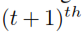 (t + 1)^{th}